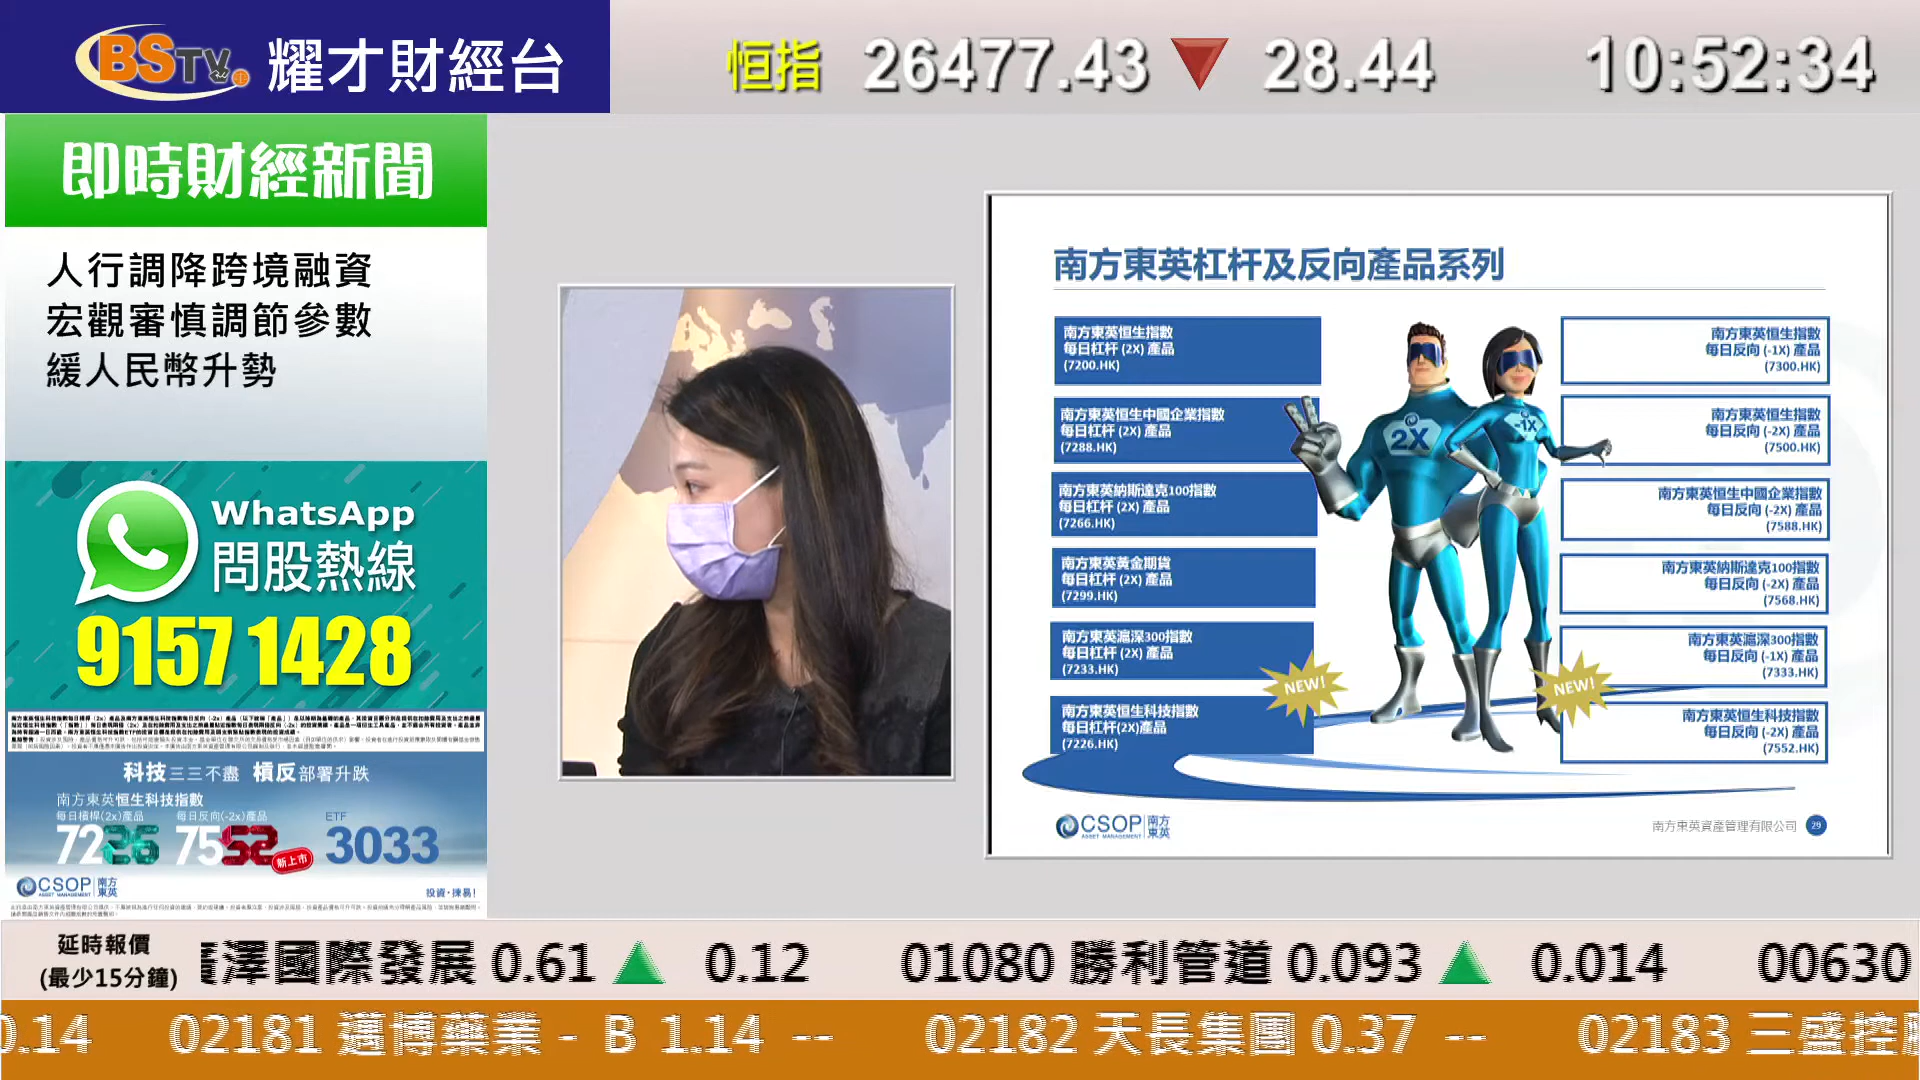 BSTV 耀才財經台
恒指 26477.43 ▼ 28.44 10:52:34
即時財經新聞
人行調降跨境融資
宏觀審慎調節參數
緩人民幣升勢
WhatsApp
問股熱線
9157 1428
科技三三不盡 槓反部署升跌
南方東英恒生科技指數
每日槓桿(2x)產品 每日反向(-2x)產品 ETF
7226 7552 新上市 3033
CSOP 南方東英
ASSET MANAGEMENT
投資·揀易!
南方東英杠杆及反向產品系列
南方東英恒生指數
每日杠杆 (2X) 產品
(7200.HK)
南方東英恒生中國企業指數
每日杠杆 (2X) 產品
(7288.HK)
南方東英納斯達克100指數
每日杠杆 (2X) 產品
(7266.HK)
南方東英黃金期貨
每日杠杆 (2X) 產品
(7299.HK)
南方東英滬深300指數
每日杠杆 (2X) 產品
(7233.HK)
NEW!
南方東英恒生科技指數
每日杠杆(2X)產品
(7226.HK)
2X
-1X
南方東英恒生指數
每日反向 (-1X) 產品
(7300.HK)
南方東英恒生指數
每日反向 (-2X) 產品
(7500.HK)
南方東英恒生中國企業指數
每日反向 (-2X) 產品
(7588.HK)
南方東英納斯達克100指數
每日反向 (-2X) 產品
(7568.HK)
南方東英滬深300指數
每日反向 (-1X) 產品
(7333.HK)
NEW!
南方東英恒生科技指數
每日反向 (-2X) 產品
(7552.HK)
CSOP 南方東英
ASSET MANAGEMENT
南方東英資產管理有限公司 29
延時報價
(最少15分鐘)
澤國際發展 0.61 ▲ 0.12 01080 勝利管道 0.093 ▲ 0.014 00630
0.14 02181 邁博藥業 - B 1.14 -- 02182 天長集團 0.37 -- 02183 三盛控